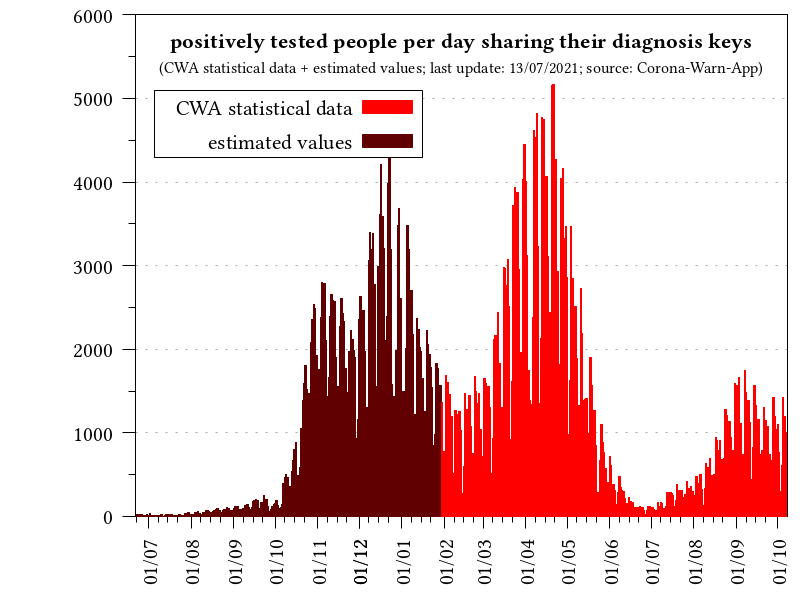 positively tested people per day sharing their diagnosis keys
(CWA statistical data + estimated values; last update: 13/07/2021; source: Corona-Warn-App)
CWA statistical data
estimated values
6000
5000
4000
3000
2000
1000
0
01/07 01/08 01/09 01/10 01/11 01/12 01/01 01/02 01/03 01/04 01/05 01/06 01/07 01/08 01/09 01/10